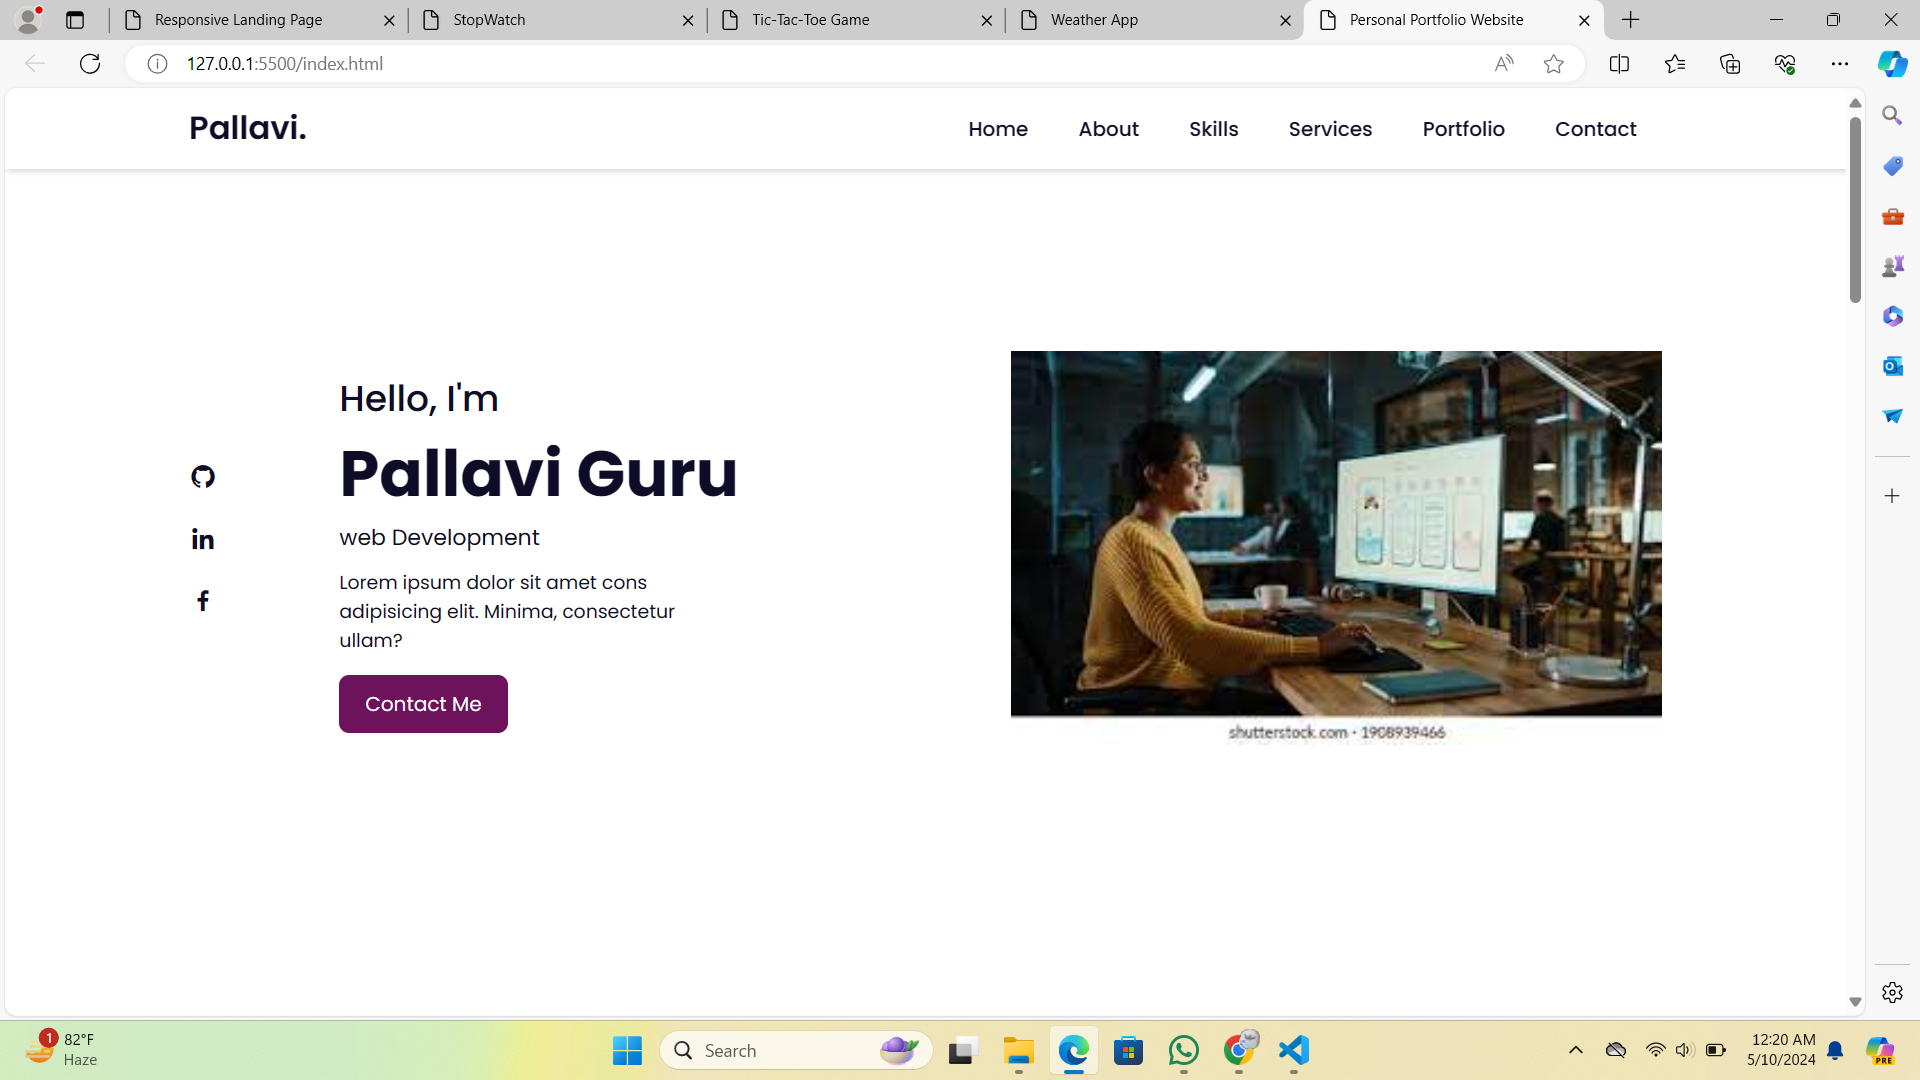 Responsive Landing Page
StopWatch
Tic-Tac-Toe Game
Weather App
Personal Portfolio Website
127.0.0.1:5500/index.html
Pallavi.
Home
About
Skills
Services
Portfolio
Contact
Hello, I'm
Pallavi Guru
web Development
Lorem ipsum dolor sit amet cons
adipisicing elit. Minima, consectetur
ullam?
Contact Me
shutterstock.com · 1908939466
1
82°F
Haze
Search
12:20 AM
5/10/2024
PRE